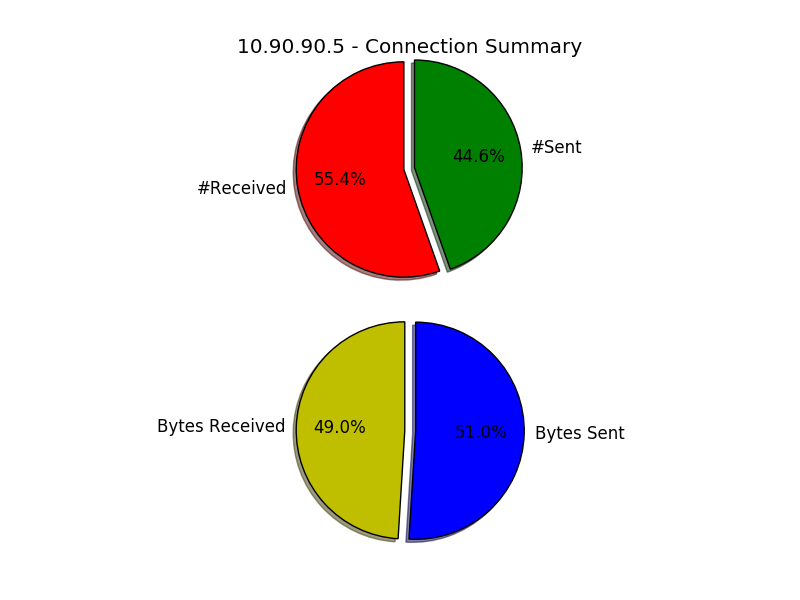 10.90.90.5 - Connection Summary
#Sent
44.6%
55.4%
#Received
Bytes Received
49.0%
51.0%
Bytes Sent